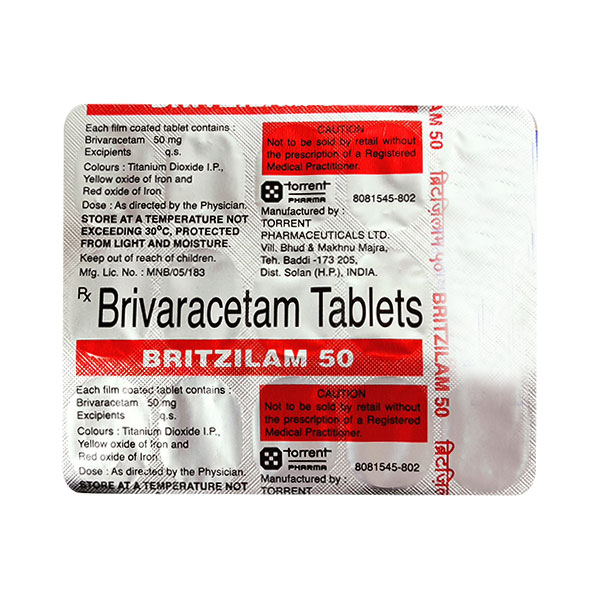 BRITZILAM
Each film coated tablet contains :
Brivaracetam 50 mg
Excipients q.s.
Colours : Titanium Dioxide I.P.,
Yellow oxide of Iron and
Red oxide of Iron
Dose : As directed by the Physician.
STORE AT A TEMPERATURE NOT
EXCEEDING 30°C, PROTECTED
FROM LIGHT AND MOISTURE.
Keep out of reach of children.
Mfg. Lic. No. : MNB/05/183
CAUTION
Not to be sold by retail without
the prescription of a Registered
Medical Practitioner.
torrent
PHARMA
8081545-802
Manufactured by :
TORRENT
PHARMACEUTICALS LTD.
Vill. Bhud & Makhnu Majra,
Teh. Baddi -173 205,
Dist. Solan (H.P.), INDIA.
Rx Brivaracetam Tablets
BRITZILAM 50
Each film coated tablet contains :
Brivaracetam 50 mg
Excipients q.s.
Colours : Titanium Dioxide I.P.,
Yellow oxide of Iron and
Red oxide of Iron
Dose : As directed by the Physician.
STORE AT A TEMPERATURE NOT
CAUTION
Not to be sold by retail without
the prescription of a Registered
Medical Practitioner.
torrent
PHARMA
8081545-802
Manufactured by :
TORRENT
AM 50
ब्रिटज़िलाम ५०
BRITZILAM 50